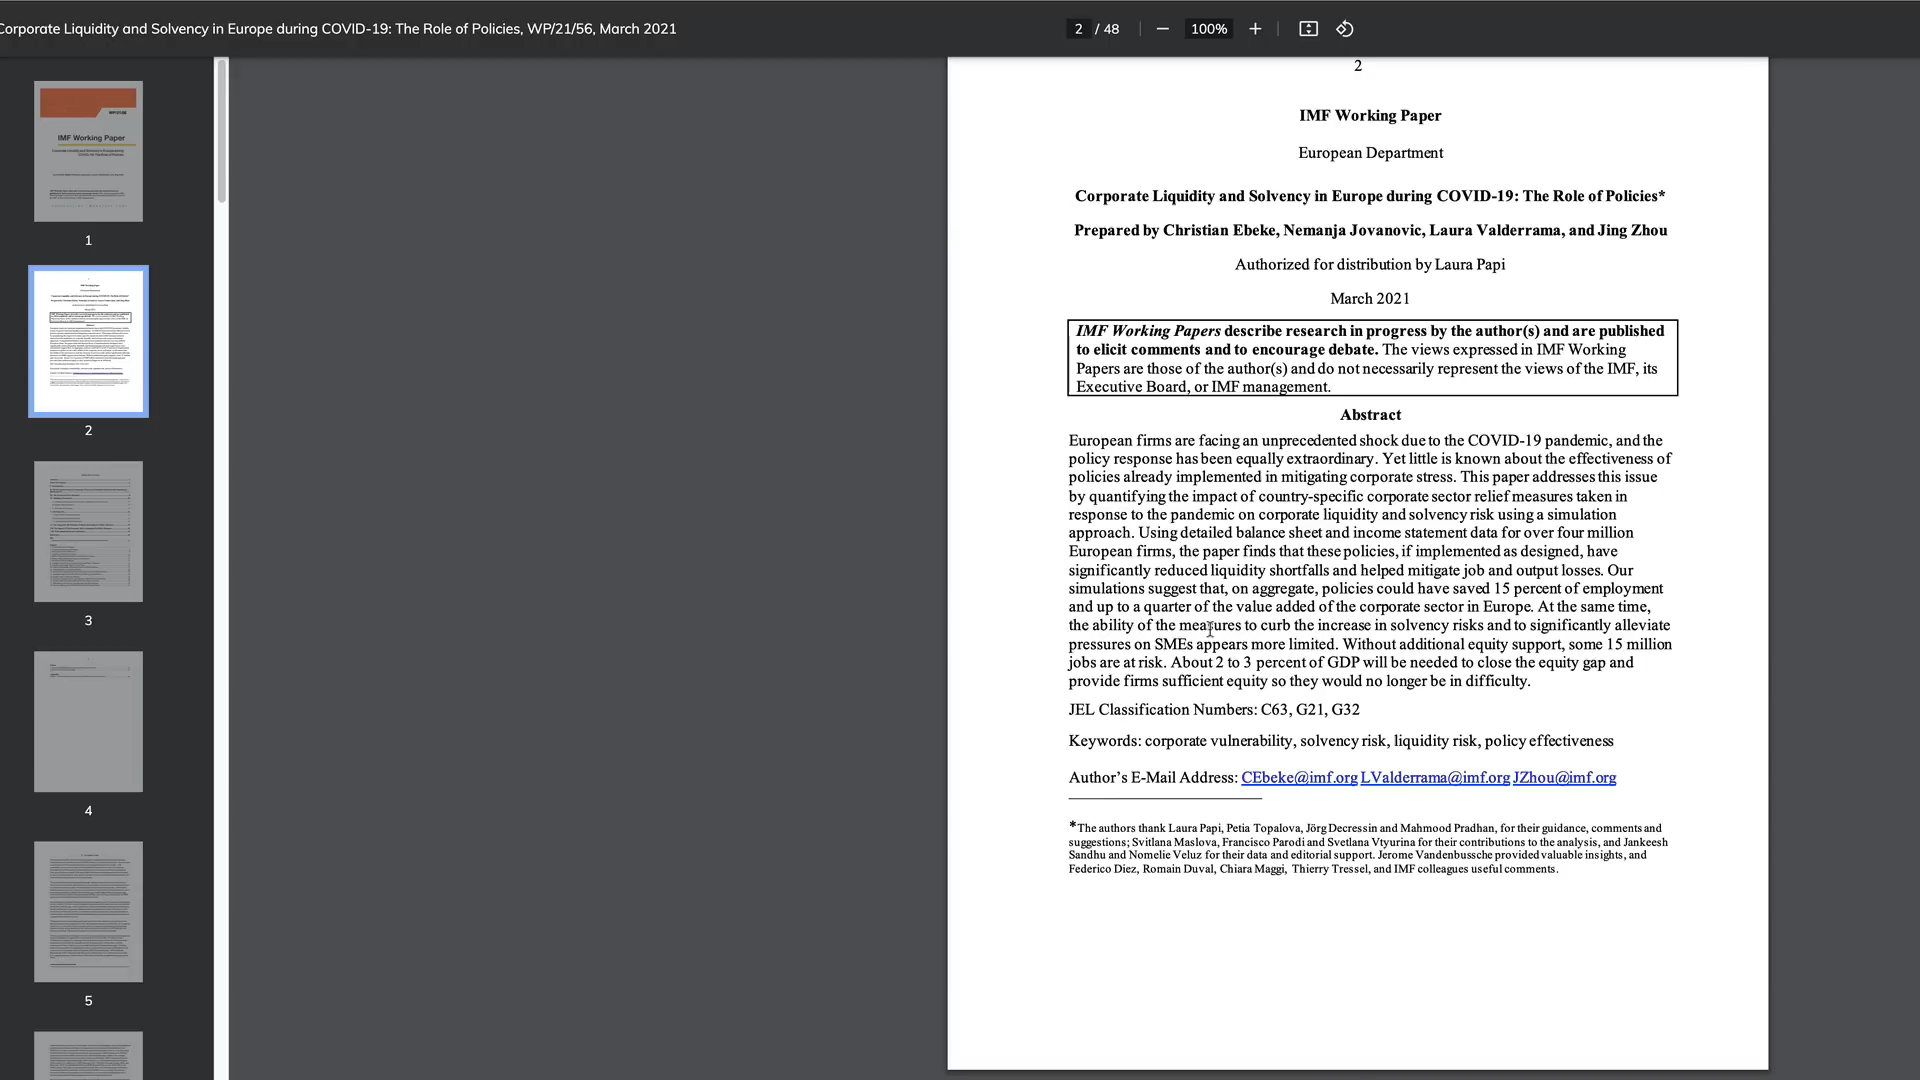 Corporate Liquidity and Solvency in Europe during COVID-19: The Role of Policies, WP/21/56, March 2021
2 / 48
100%
IMF Working Paper
1
2
3
4
5
2
IMF Working Paper
European Department
Corporate Liquidity and Solvency in Europe during COVID-19: The Role of Policies*
Prepared by Christian Ebeke, Nemanja Jovanovic, Laura Valderrama, and Jing Zhou
Authorized for distribution by Laura Papi
March 2021
IMF Working Papers describe research in progress by the author(s) and are published
to elicit comments and to encourage debate. The views expressed in IMF Working
Papers are those of the author(s) and do not necessarily represent the views of the IMF, its
Executive Board, or IMF management.
Abstract
European firms are facing an unprecedented shock due to the COVID-19 pandemic, and the
policy response has been equally extraordinary. Yet little is known about the effectiveness of
policies already implemented in mitigating corporate stress. This paper addresses this issue
by quantifying the impact of country-specific corporate sector relief measures taken in
response to the pandemic on corporate liquidity and solvency risk using a simulation
approach. Using detailed balance sheet and income statement data for over four million
European firms, the paper finds that these policies, if implemented as designed, have
significantly reduced liquidity shortfalls and helped mitigate job and output losses. Our
simulations suggest that, on aggregate, policies could have saved 15 percent of employment
and up to a quarter of the value added of the corporate sector in Europe. At the same time,
the ability of the measures to curb the increase in solvency risks and to significantly alleviate
pressures on SMEs appears more limited. Without additional equity support, some 15 million
jobs are at risk. About 2 to 3 percent of GDP will be needed to close the equity gap and
provide firms sufficient equity so they would no longer be in difficulty.
JEL Classification Numbers: C63, G21, G32
Keywords: corporate vulnerability, solvency risk, liquidity risk, policy effectiveness
Author’s E-Mail Address: CEbeke@imf.org LValderrama@imf.org JZhou@imf.org
*The authors thank Laura Papi, Petia Topalova, Jörg Decressin and Mahmood Pradhan, for their guidance, comments and
suggestions; Svitlana Maslova, Francisco Parodi and Svetlana Vtyurina for their contributions to the analysis, and Jankeesh
Sandhu and Nomelie Veluz for their data and editorial support. Jerome Vandenbussche provided valuable insights, and
Federico Diez, Romain Duval, Chiara Maggi, Thierry Tressel, and IMF colleagues useful comments.